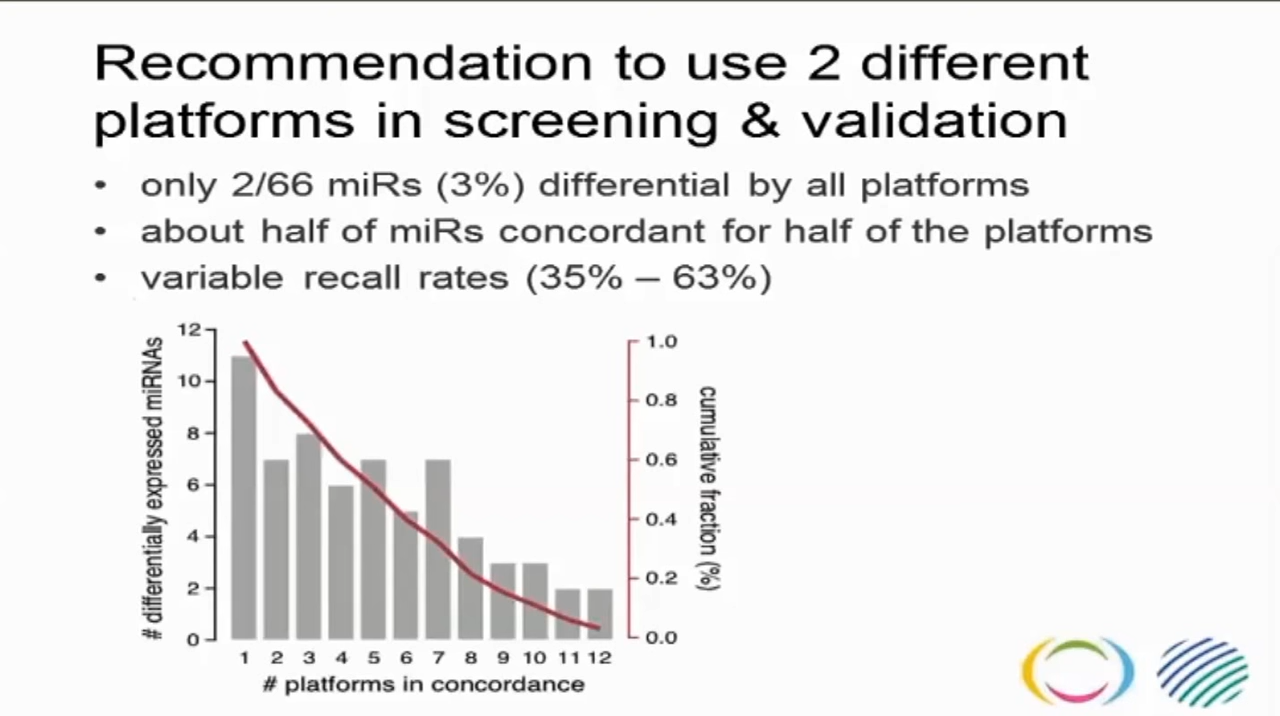 Recommendation to use 2 different
platforms in screening & validation
• only 2/66 miRs (3%) differential by all platforms
• about half of miRs concordant for half of the platforms
• variable recall rates (35% – 63%)
# differentially expressed miRNAs
12
10
8
6
4
2
0
1 2 3 4 5 6 7 8 9 10 11 12
# platforms in concordance
1.0
0.8
0.6
0.4
0.2
0.0
cumulative fraction (%)